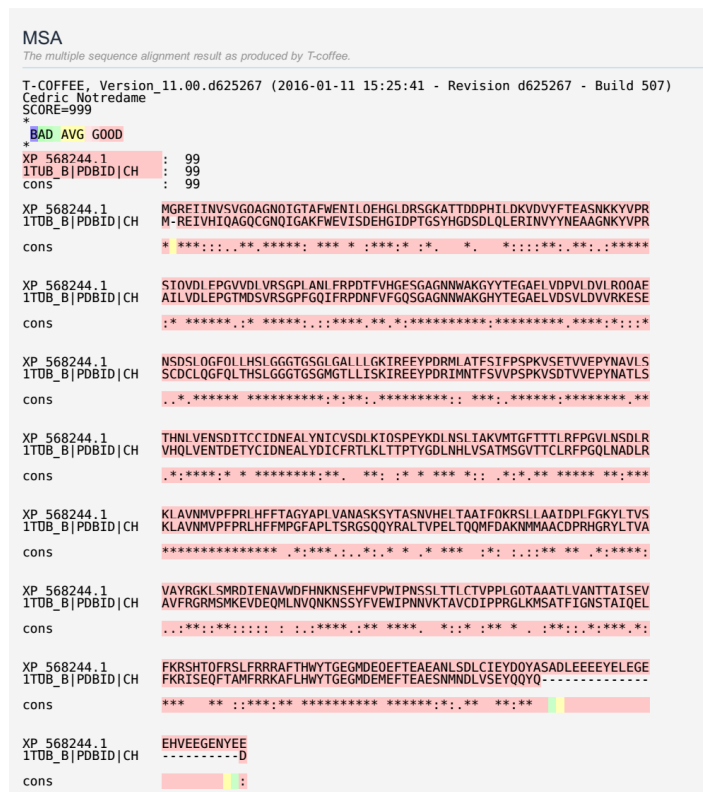 MSA
The multiple sequence alignment result as produced by T-coffee.
T-COFFEE, Version_11.00.d625267 (2016-01-11 15:25:41 - Revision d625267 - Build 507)
Cedric Notredame
SCORE=999
*
BAD AVG GOOD
*
XP_568244.1 : 99
1TUB_B|PDBID|CH : 99
cons : 99
XP_568244.1 MGREIINVSVGQAGNQIGTAFWENILQEHGLDRSGKATTDDPHILDKVDVYFTEASNKKYVPR
1TUB_B|PDBID|CH M-REIVHIQAGQCGNQIGAKFWEVISDEHGIDPTGSYHGDSDLQLERINVYYNEAAGNKYVPR
cons * ***:::..**.*****: *** * :***:* :*. *. *::::**:.**:.:*****
XP_568244.1 SIQVDLEPGVVDLVRSGPLANLFRPDTFVHGESGAGNNWAKGYYTEGAELVDPVLDVLRQQAE
1TUB_B|PDBID|CH AILVDLEPGTMDSVRSGPFGQIFRPDNFVFGQSGAGNNWAKGHYTEGAELVDSVLDVVRKESE
cons :* ******.:* *****:.::****.**.*:**********:*********.****:*:::*
XP_568244.1 NSDSLQGFQLLHSLGGGTGSGLGALLLGKIREEYPDRMLATFSIFPSPKVSETVVEPYNAVLS
1TUB_B|PDBID|CH SCDCLQGFQLTHSLGGGTGSGMGTLLISKIREEYPDRIMNTFSVVPSPKVSDTVVEPYNATLS
cons ..*.****** **********:*:**:.*********:: ***:.******:********.**
XP_568244.1 THNLVENSDITCCIDNEALYNICVSDLKIQSPEYKDLNSLIAKVMTGFTTTLRFPGVLNSDLR
1TUB_B|PDBID|CH VHQLVENTDETYCIDNEALYDICFRTLKLTTPTYGDLNHLVSATMSGVTTCLRFPGQLNADLR
cons .*:****:* * ********:**. **: :* * *** *:: .*:*.** ***** **:***
XP_568244.1 KLAVNMVPFPRLHFFTAGYAPLVANASKSYTASNVHELTAAIFQKRSLLAAIDPLFGKYLTVS
1TUB_B|PDBID|CH KLAVNMVPFPRLHFFMPGFAPLTSRGSQQYRALTVPELTQQMFDAKNMMAACDPRHGRYLTVA
cons *************** .*:***.:..*:.* * .* *** :*: :.::** ** .*:****:
XP_568244.1 VAYRGKLSMRDIENAVWDFHNKNSEHFVPWIPNSSLTTLCTVPPLGQTAAATLVANTTAISEV
1TUB_B|PDBID|CH AVFRGRMSMKEVDEQMLNVQNKNSSYFVEWIPNNVKTAVCDIPPRGLKMSATFIGNSTAIQEL
cons ..:**::**::::: : :.:****.:** ****. *::* :** * . :**::.*:***.*:
XP_568244.1 FKRSHTQFRSLFRRRAFTHWYTGEGMDEQEFTEAEANLSDLCIEYDQYASADLEEEEYELEGE
1TUB_B|PDBID|CH FKRISEQFTAMFRRKAFLHWYTGEGMDEMEFTEAESNMNDLVSEYQQYQ--------------
cons *** ** ::***:** ********** ******:*:.** **:**
XP_568244.1 EHVEEGENYEE
1TUB_B|PDBID|CH ----------D
cons :